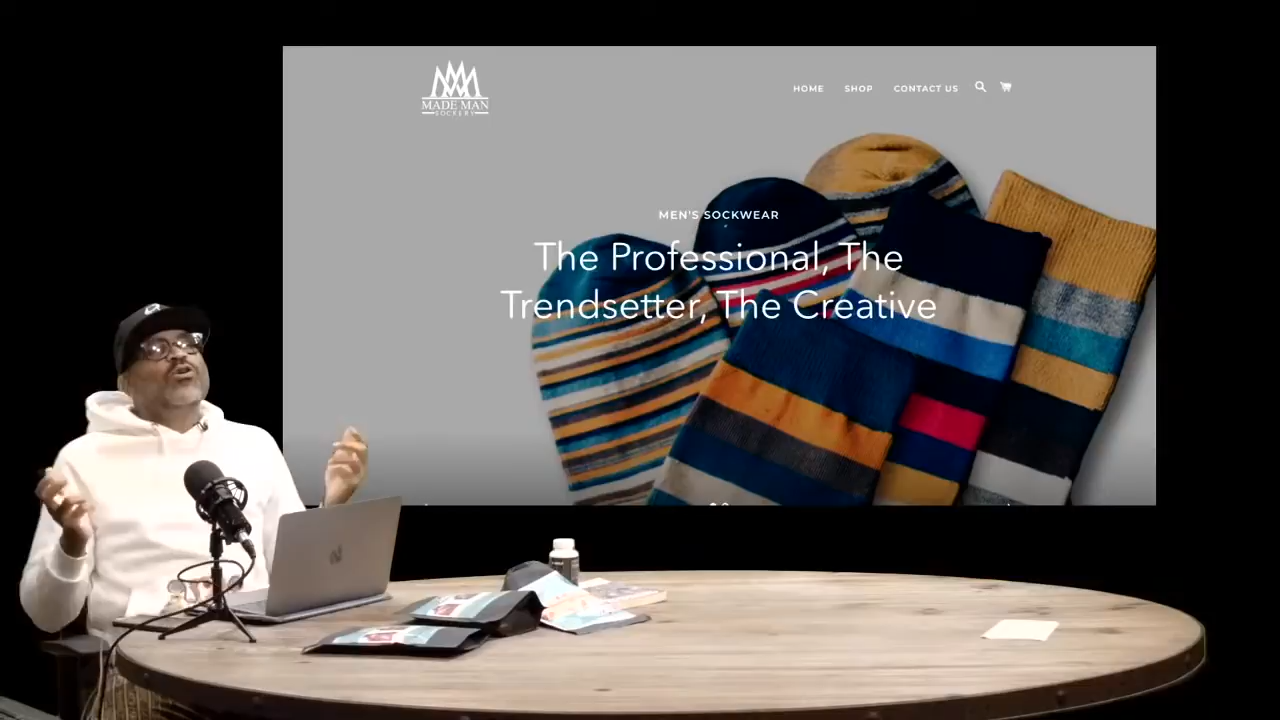 MADE MAN
SOCKERY
HOME SHOP CONTACT US
MEN'S SOCKWEAR
The Professional, The
Trendsetter, The Creative